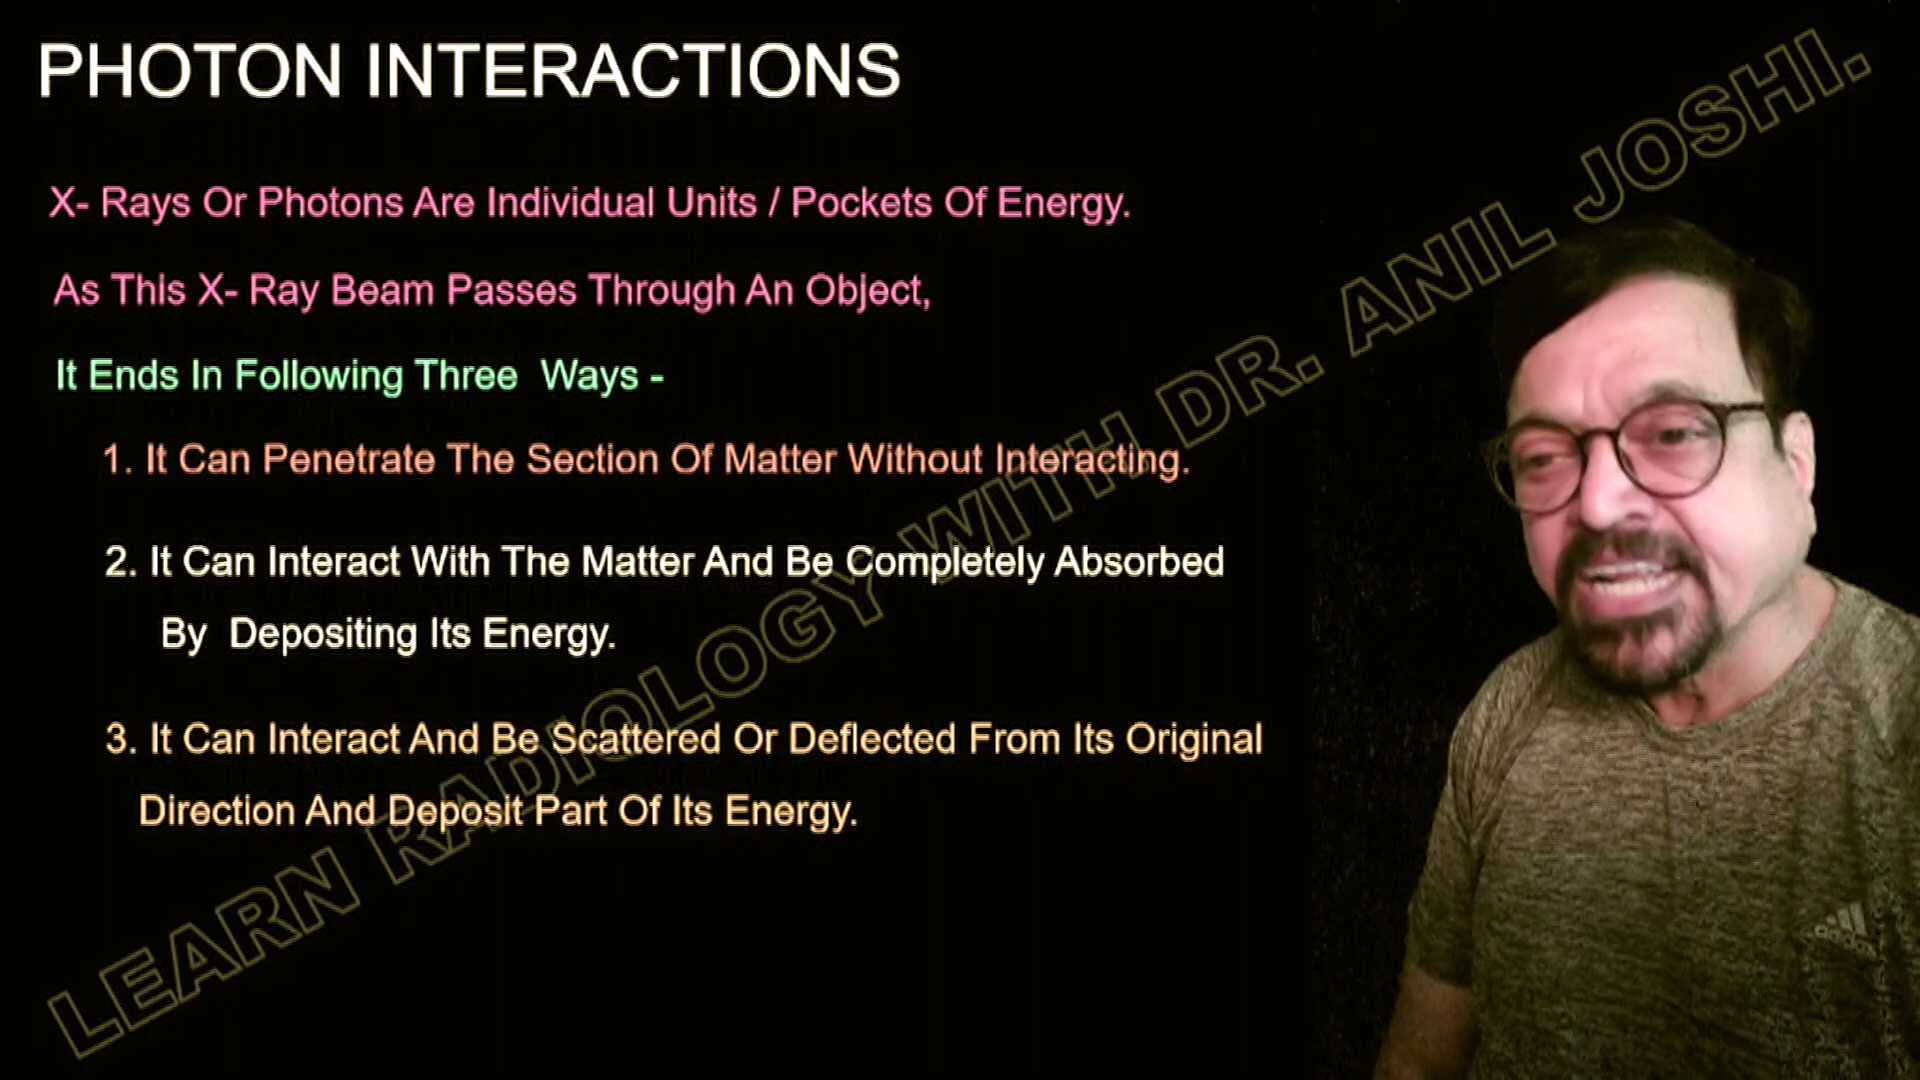 PHOTON INTERACTIONS
X- Rays Or Photons Are Individual Units / Pockets Of Energy.
As This X- Ray Beam Passes Through An Object,
It Ends In Following Three Ways -
1. It Can Penetrate The Section Of Matter Without Interacting.
2. It Can Interact With The Matter And Be Completely Absorbed
By Depositing Its Energy.
3. It Can Interact And Be Scattered Or Deflected From Its Original
Direction And Deposit Part Of Its Energy.
LEARN RADIOLOGY WITH DR. ANIL JOSHI.
adidas